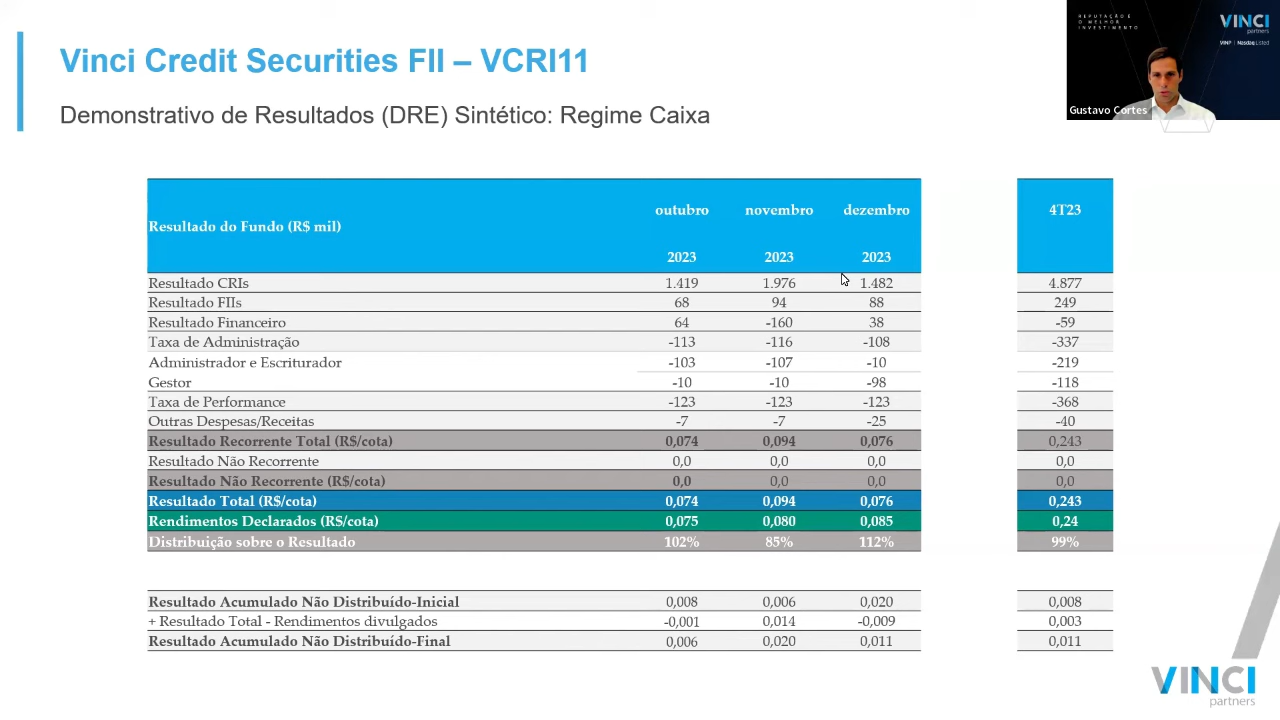 Vinci Credit Securities FII – VCRI11
Demonstrativo de Resultados (DRE) Sintético: Regime Caixa
REPUTAÇÃO E
O MELHOR
INVESTIMENTO
VINCI
partners
VINP | Nasdaq Listed
Gustavo Cortes
Resultado do Fundo (R$ mil) outubro 2023 novembro 2023 dezembro 2023 4T23
Resultado CRIs 1.419 1.976 1.482 4.877
Resultado FIIs 68 94 88 249
Resultado Financeiro 64 -160 38 -59
Taxa de Administração -113 -116 -108 -337
Administrador e Escriturador -103 -107 -10 -219
Gestor -10 -10 -98 -118
Taxa de Performance -123 -123 -123 -368
Outras Despesas/Receitas -7 -7 -25 -40
Resultado Recorrente Total (R$/cota) 0,074 0,094 0,076 0,243
Resultado Não Recorrente 0,0 0,0 0,0 0,0
Resultado Não Recorrente (R$/cota) 0,0 0,0 0,0 0,0
Resultado Total (R$/cota) 0,074 0,094 0,076 0,243
Rendimentos Declarados (R$/cota) 0,075 0,080 0,085 0,24
Distribuição sobre o Resultado 102% 85% 112% 99%
Resultado Acumulado Não Distribuído-Inicial 0,008 0,006 0,020 0,008
+ Resultado Total - Rendimentos divulgados -0,001 0,014 -0,009 0,003
Resultado Acumulado Não Distribuído-Final 0,006 0,020 0,011 0,011
VINCI
partners